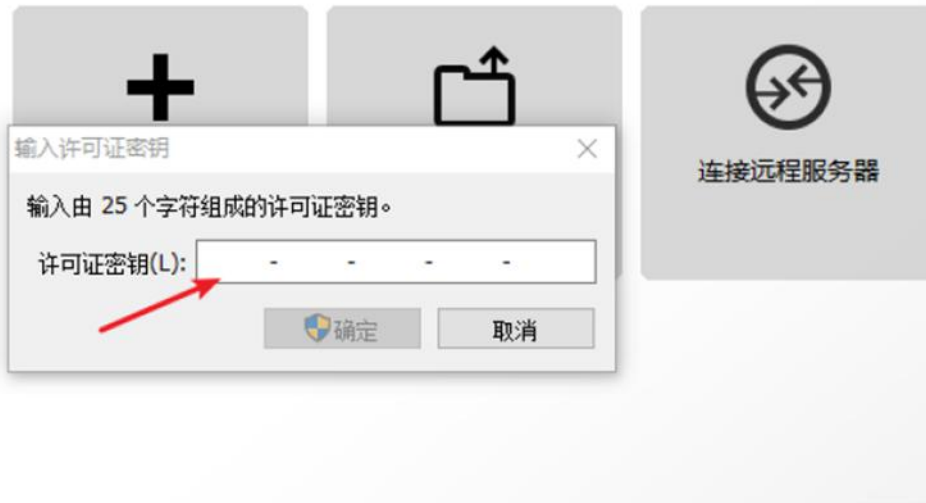 输入许可证密钥
连接远程服务器
输入由 25 个字符组成的许可证密钥。
许可证密钥(L): - - - -
确定 取消